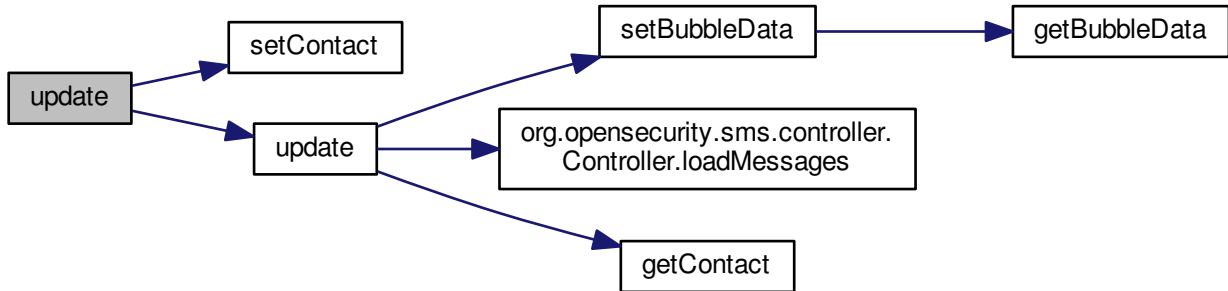 update
setContact
update
setBubbleData
getBubbleData
org.opensecurity.sms.controller.
Controller.loadMessages
getContact